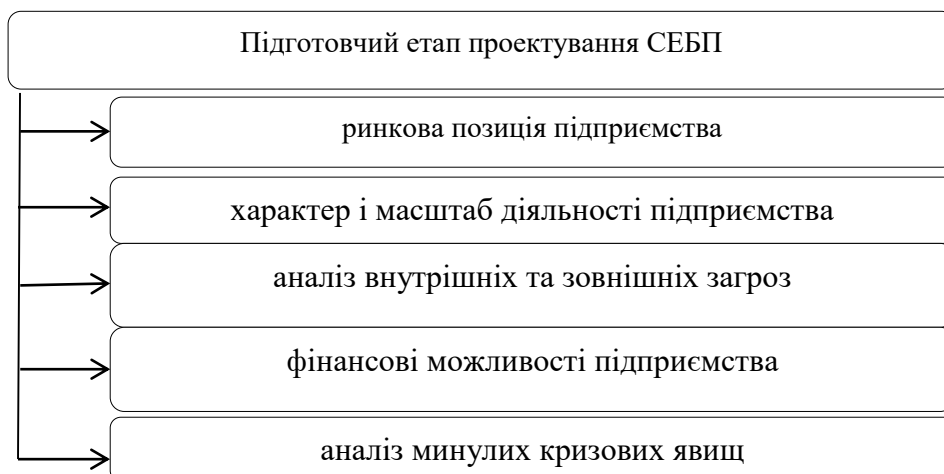 Підготовчий етап проектування СЕБП
ринкова позиція підприємства
характер і масштаб діяльності підприємства
аналіз внутрішніх та зовнішніх загроз
фінансові можливості підприємства
аналіз минулих кризових явищ